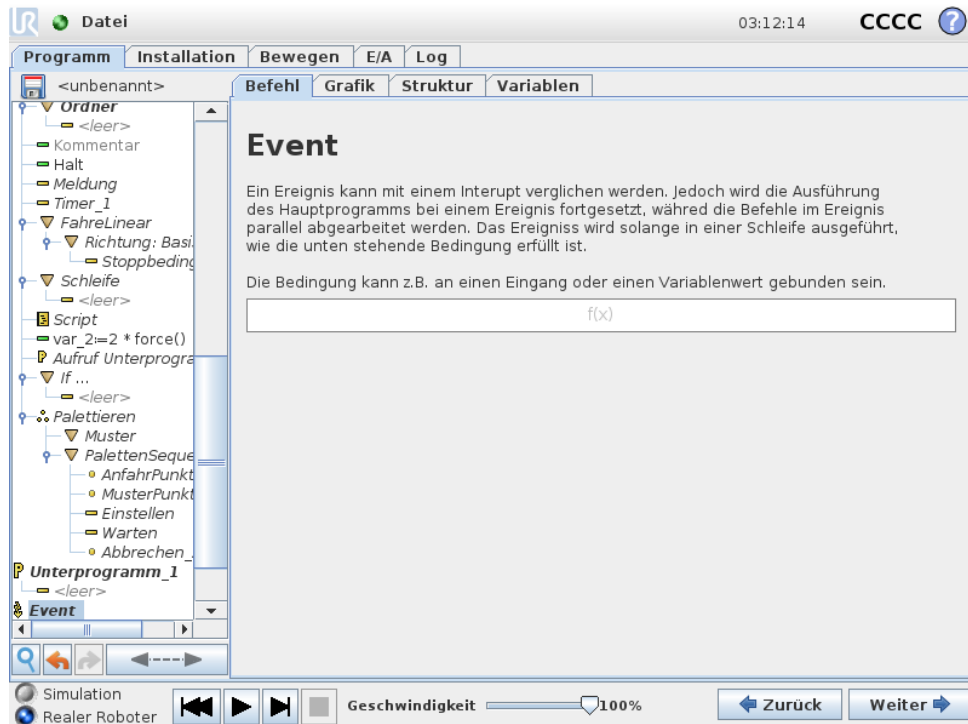 UR Datei 03:12:14 CCCC ?
Programm Installation Bewegen E/A Log
<unbenannt> Befehl Grafik Struktur Variablen
Ordner
<leer>
Kommentar
Halt
Meldung
Timer_1
FahreLinear
Richtung: Basi
Stoppbeding
Schleife
<leer>
Script
var_2:=2 * force()
Aufruf Unterprogra
If ...
<leer>
Palettieren
Muster
PalettenSeque
AnfahrPunkt
MusterPunkt
Einstellen
Warten
Abbrechen_
Unterprogramm_1
<leer>
Event
Event
Ein Ereignis kann mit einem Interupt verglichen werden. Jedoch wird die Ausführung
des Hauptprogramms bei einem Ereignis fortgesetzt, währed die Befehle im Ereignis
parallel abgearbeitet werden. Das Ereigniss wird solange in einer Schleife ausgeführt,
wie die unten stehende Bedingung erfüllt ist.
Die Bedingung kann z.B. an einen Eingang oder einen Variablenwert gebunden sein.
f(x)
Simulation
Realer Roboter
Geschwindigkeit 100% Zurück Weiter